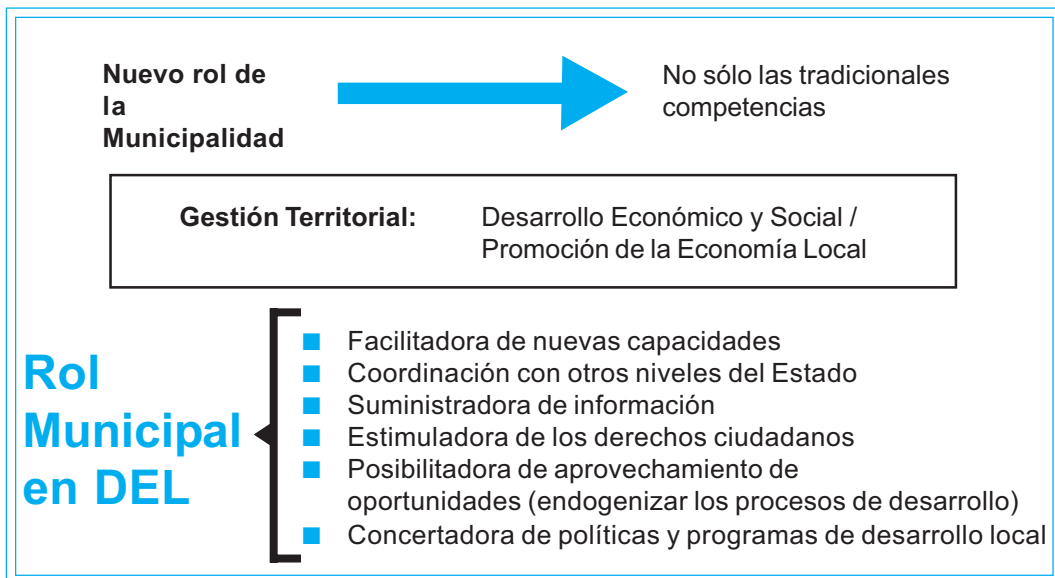 Nuevo rol de
la
Municipalidad
No sólo las tradicionales
competencias
Gestión Territorial:
Desarrollo Económico y Social /
Promoción de la Economía Local
Rol
Municipal
en DEL
Facilitadora de nuevas capacidades
Coordinación con otros niveles del Estado
Suministradora de información
Estimuladora de los derechos ciudadanos
Posibilitadora de aprovechamiento de
oportunidades (endogenizar los procesos de desarrollo)
Concertadora de políticas y programas de desarrollo local